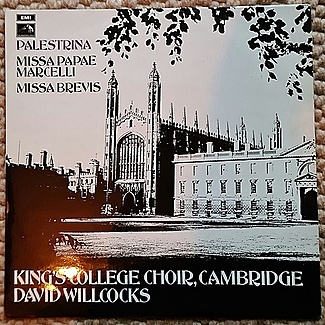 EMI
PALESTRINA
MISSA PAPAE
MARCELLI
MISSA BREVIS
KING'S COLLEGE CHOIR, CAMBRIDGE
DAVID WILLCOCKS